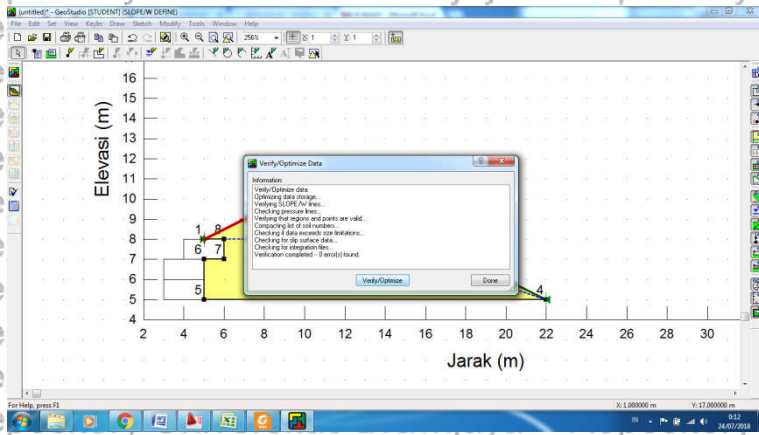 (untitled)* - GeoStudio [STUDENT] (SLOPE/W DEFINE)
File Edit Set View KeyIn Draw Sketch Modify Tools Window Help
256% X: 1 Y: 1
16
15
14
13
12
11
10
9
8
7
6
5
4
Elevasi (m)
1 8
6 7
5
4
Verify/Optimize Data
Information:
Verify/Optimize data
Optimizing data storage...
Verifying SLOPE/W lines...
Checking pressure lines...
Verifying that regions and points are valid...
Compacting list of soil numbers...
Checking if data exceeds size limitations...
Checking for slip surface data...
Checking for integration files...
Verification completed -- 0 error(s) found.
Verify/Optimize Done
2 4 6 8 10 12 14 16 18 20 22 24 26 28 30
Jarak (m)
For Help, press F1 X: 1.000000 m Y: 17.000000 m
IN 0:12
24/07/2018